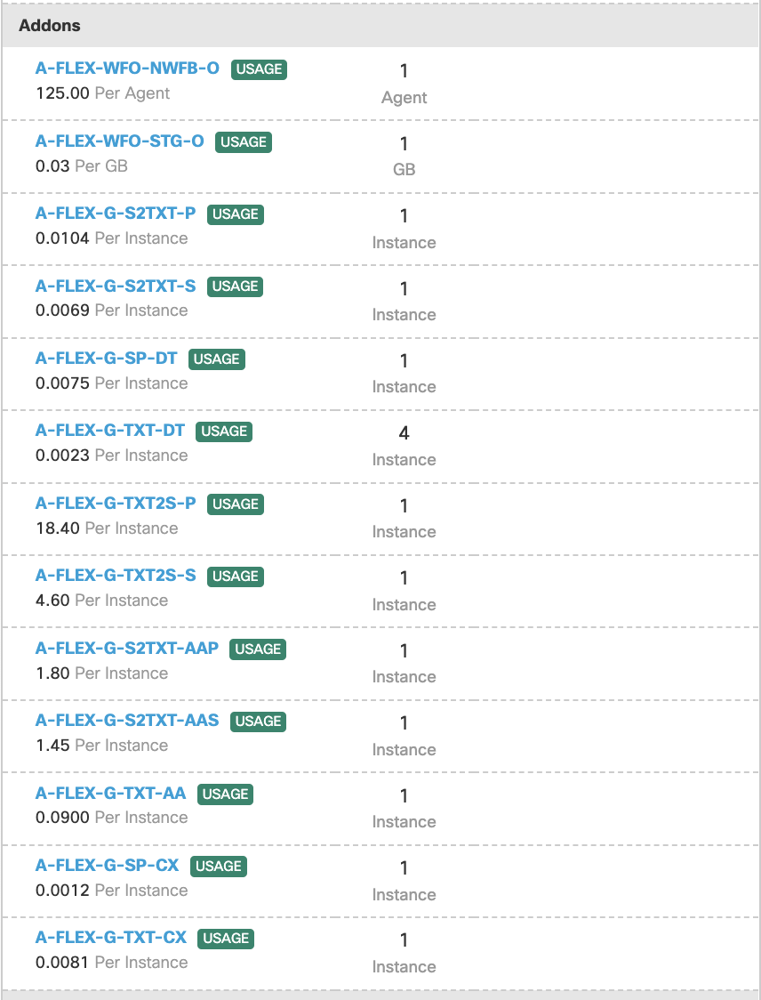 Addons
A-FLEX-WFO-NWFB-O USAGE 1
125.00 Per Agent Agent
A-FLEX-WFO-STG-O USAGE 1
0.03 Per GB GB
A-FLEX-G-S2TXT-P USAGE 1
0.0104 Per Instance Instance
A-FLEX-G-S2TXT-S USAGE 1
0.0069 Per Instance Instance
A-FLEX-G-SP-DT USAGE 1
0.0075 Per Instance Instance
A-FLEX-G-TXT-DT USAGE 4
0.0023 Per Instance Instance
A-FLEX-G-TXT2S-P USAGE 1
18.40 Per Instance Instance
A-FLEX-G-TXT2S-S USAGE 1
4.60 Per Instance Instance
A-FLEX-G-S2TXT-AAP USAGE 1
1.80 Per Instance Instance
A-FLEX-G-S2TXT-AAS USAGE 1
1.45 Per Instance Instance
A-FLEX-G-TXT-AA USAGE 1
0.0900 Per Instance Instance
A-FLEX-G-SP-CX USAGE 1
0.0012 Per Instance Instance
A-FLEX-G-TXT-CX USAGE 1
0.0081 Per Instance Instance